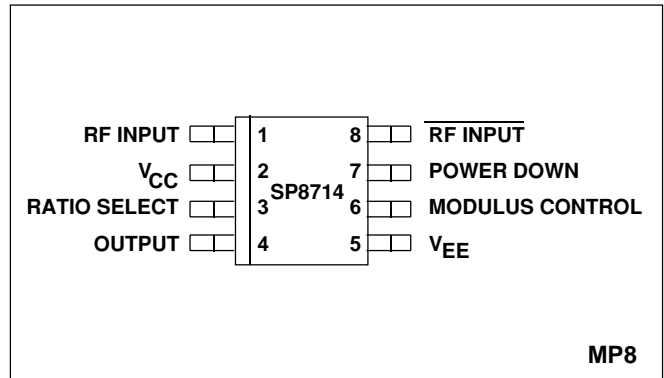 RF INPUT 1 8 RF INPUT
VCC 2 7 POWER DOWN
SP8714
RATIO SELECT 3 6 MODULUS CONTROL
OUTPUT 4 5 VEE
MP8